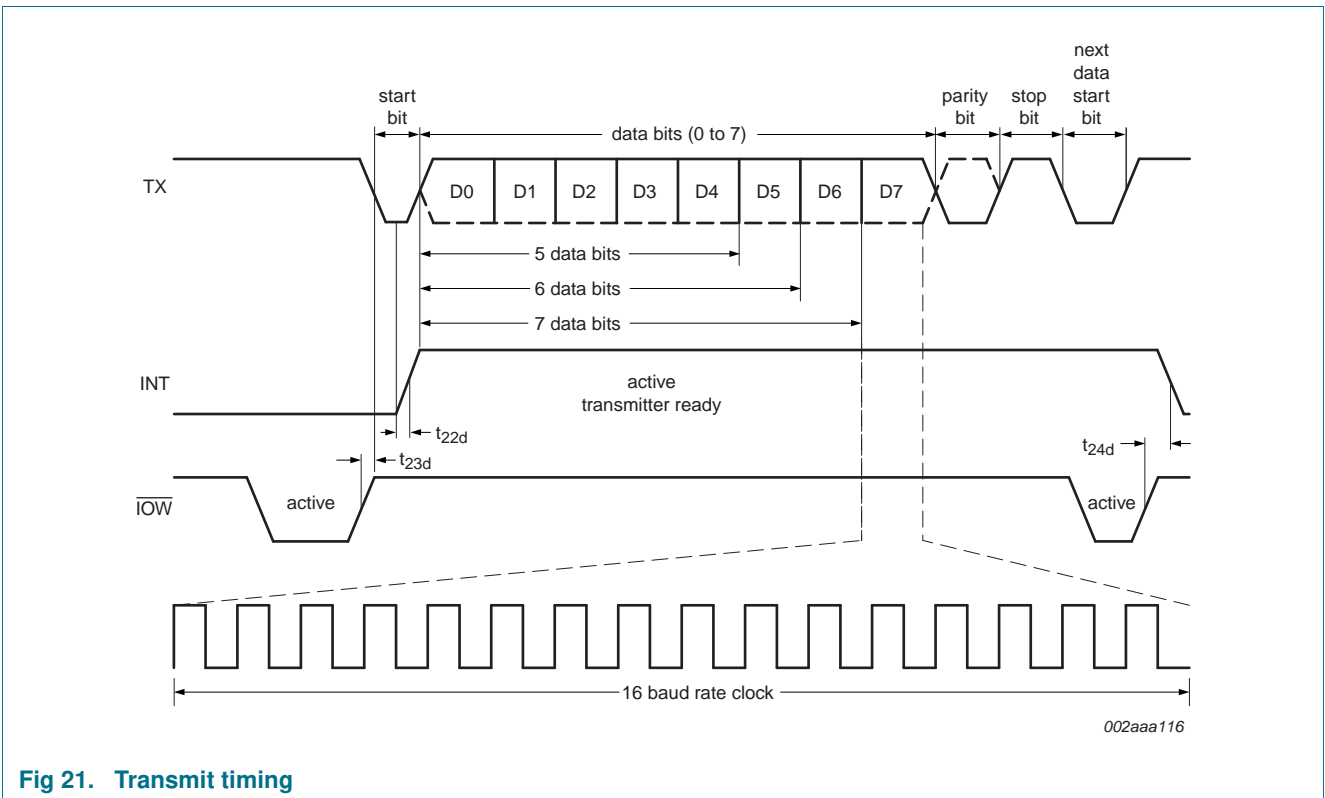 next
data
start
bit
start
bit
parity
bit
stop
bit
data bits (0 to 7)
TX
D0 D1 D2 D3 D4 D5 D6 D7
5 data bits
6 data bits
7 data bits
INT
active
transmitter ready
t22d
t23d
t24d
IOW
active
active
16 baud rate clock
002aaa116
Fig 21. Transmit timing